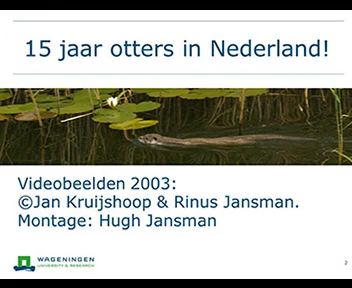 15 jaar otters in Nederland!
Videobeelden 2003:
©Jan Kruijshoop & Rinus Jansman.
Montage: Hugh Jansman
WAGENINGEN
UNIVERSITY & RESEARCH
2